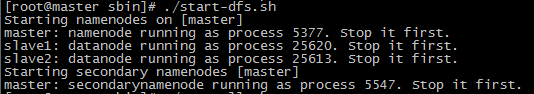 [root@master sbin]# ./start-dfs.sh
Starting namenodes on [master]
master: namenode running as process 5377. Stop it first.
slave1: datanode running as process 25620. Stop it first.
slave2: datanode running as process 25613. Stop it first.
Starting secondary namenodes [master]
master: secondarynamenode running as process 5547. Stop it first.